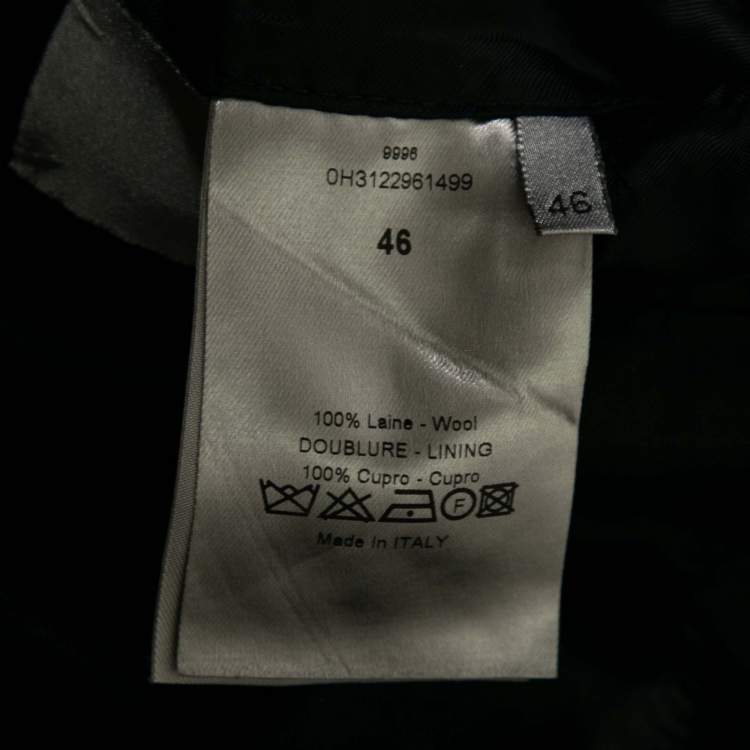 9996
0H3122961499
46
46
100% Laine - Wool
DOUBLURE - LINING
100% Cupro - Cupro
F
Made in ITALY